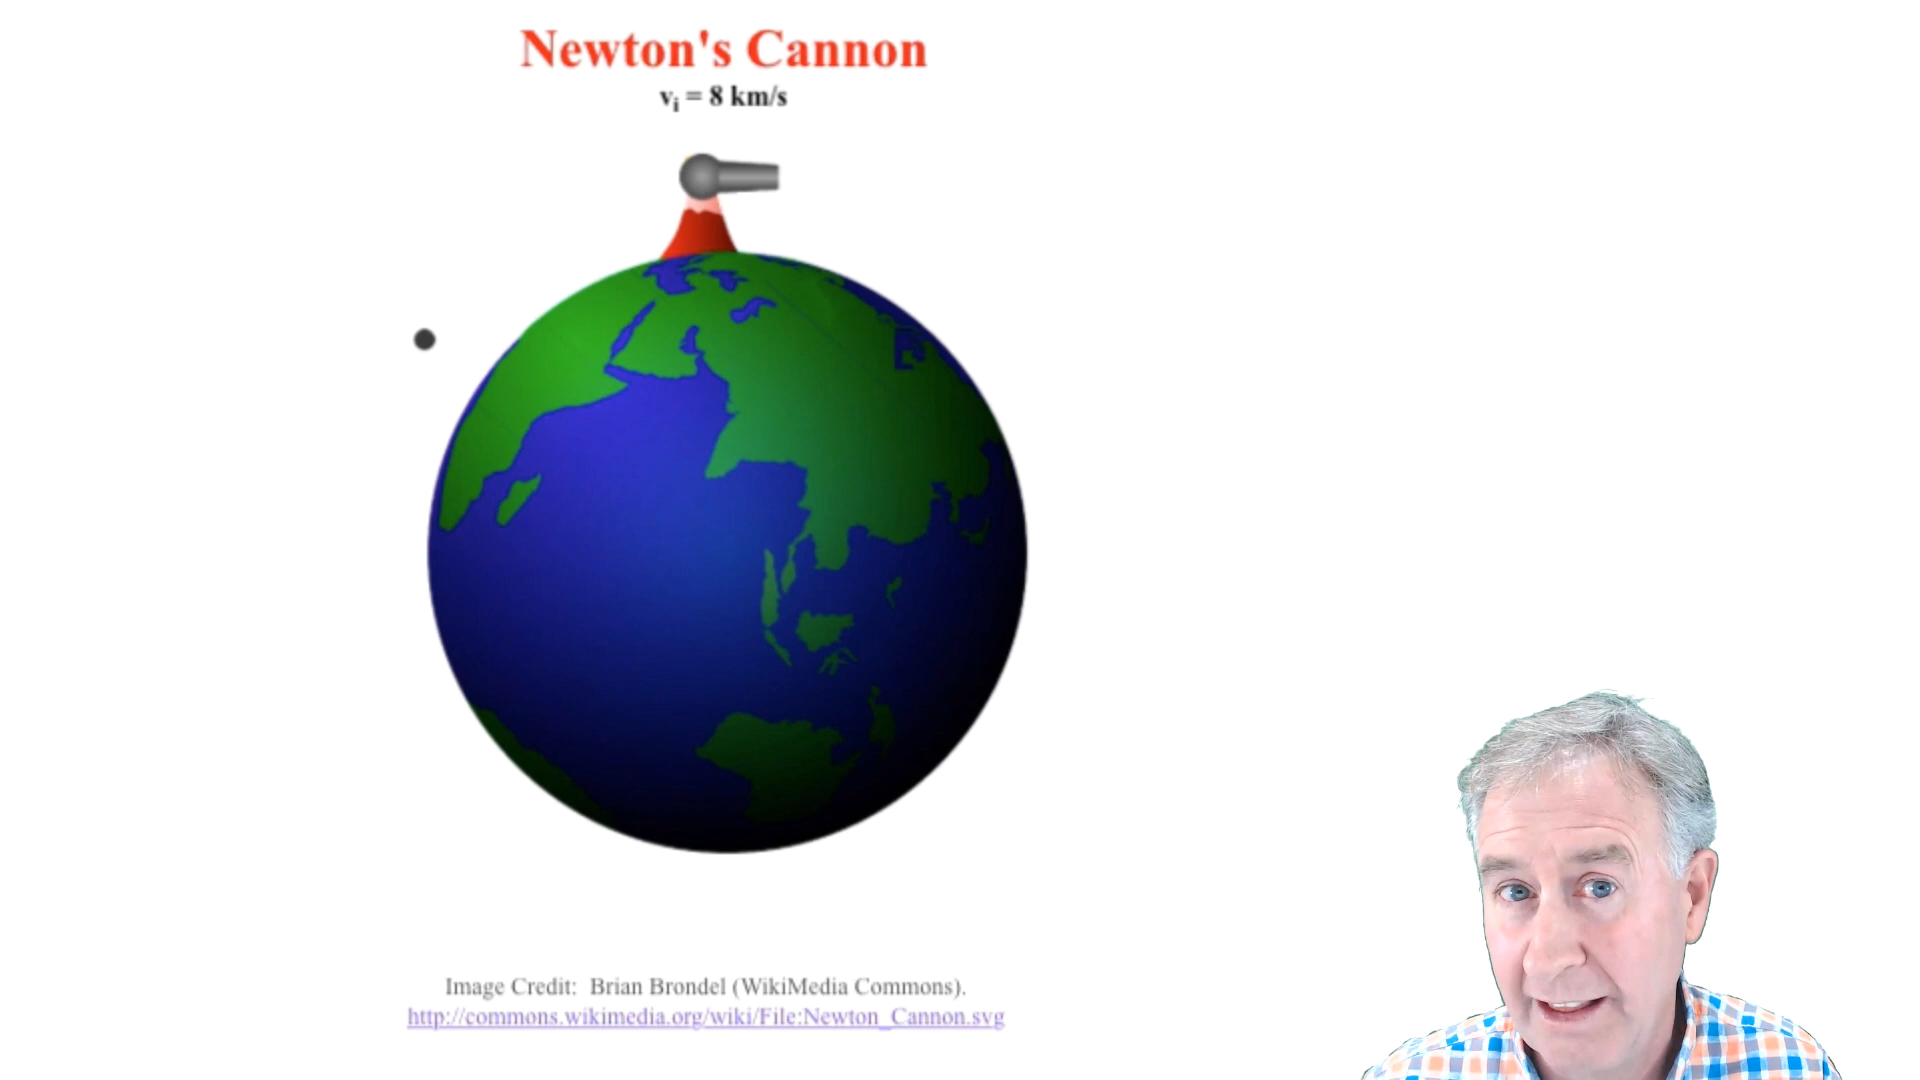 Newton's Cannon
vᵢ = 8 km/s
Image Credit:  Brian Brondel (WikiMedia Commons).
http://commons.wikimedia.org/wiki/File:Newton_Cannon.svg